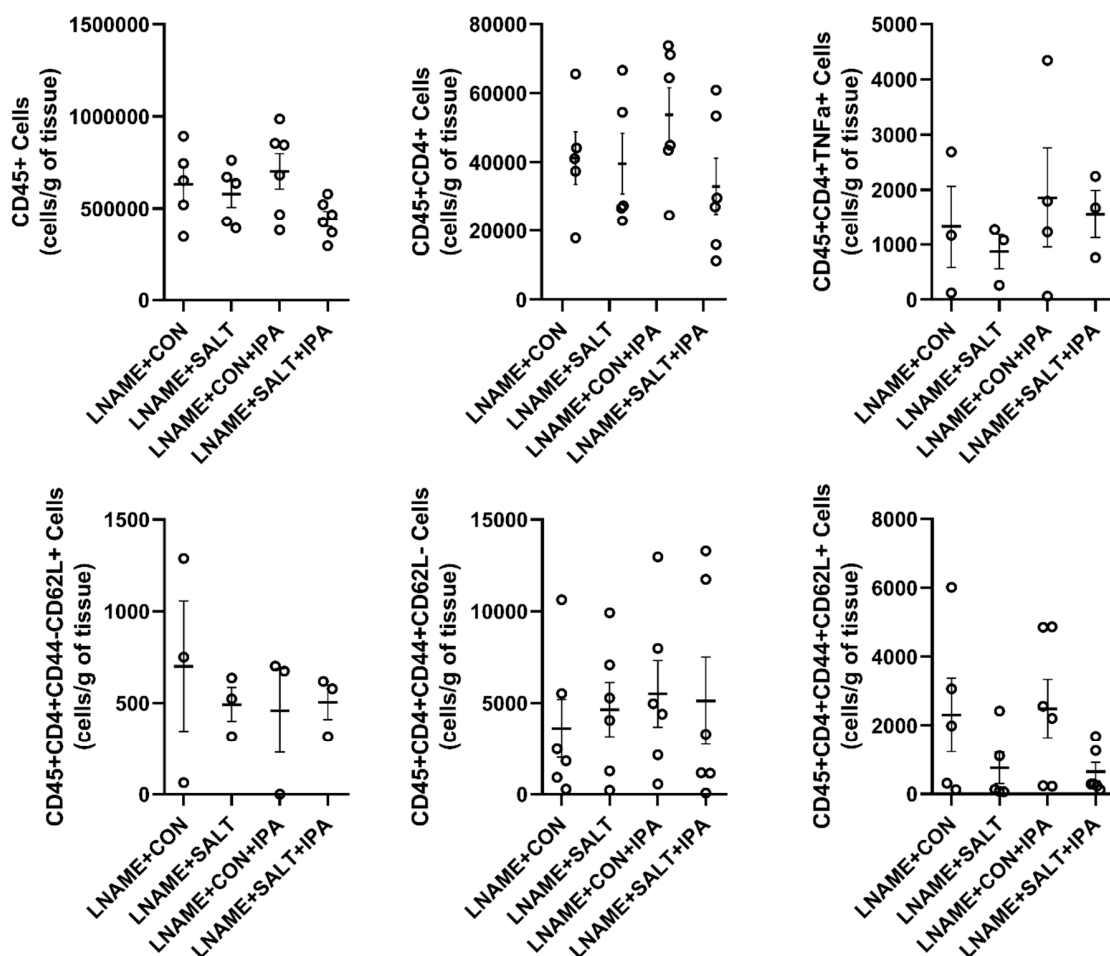 CD45+ Cells
(cells/g of tissue)
1500000
1000000
500000
0
LNAME+CON
LNAME+SALT
LNAME+CON+IPA
LNAME+SALT+IPA
CD45+CD4+ Cells
(cells/g of tissue)
80000
60000
40000
20000
0
LNAME+CON
LNAME+SALT
LNAME+CON+IPA
LNAME+SALT+IPA
CD45+CD4+TNFa+ Cells
(cells/g of tissue)
5000
4000
3000
2000
1000
0
LNAME+CON
LNAME+SALT
LNAME+CON+IPA
LNAME+SALT+IPA
CD45+CD4+CD44-CD62L+ Cells
(cells/g of tissue)
1500
1000
500
0
LNAME+CON
LNAME+SALT
LNAME+CON+IPA
LNAME+SALT+IPA
CD45+CD4+CD44+CD62L- Cells
(cells/g of tissue)
15000
10000
5000
0
LNAME+CON
LNAME+SALT
LNAME+CON+IPA
LNAME+SALT+IPA
CD45+CD4+CD44+CD62L+ Cells
(cells/g of tissue)
8000
6000
4000
2000
0
LNAME+CON
LNAME+SALT
LNAME+CON+IPA
LNAME+SALT+IPA